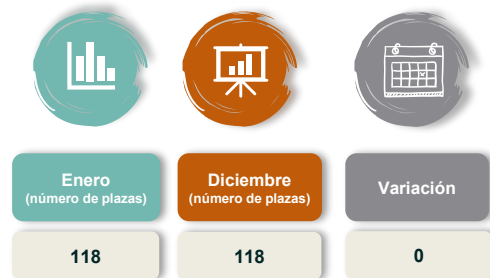 Enero
(número de plazas)
Diciembre
(número de plazas)
Variación
118
118
0